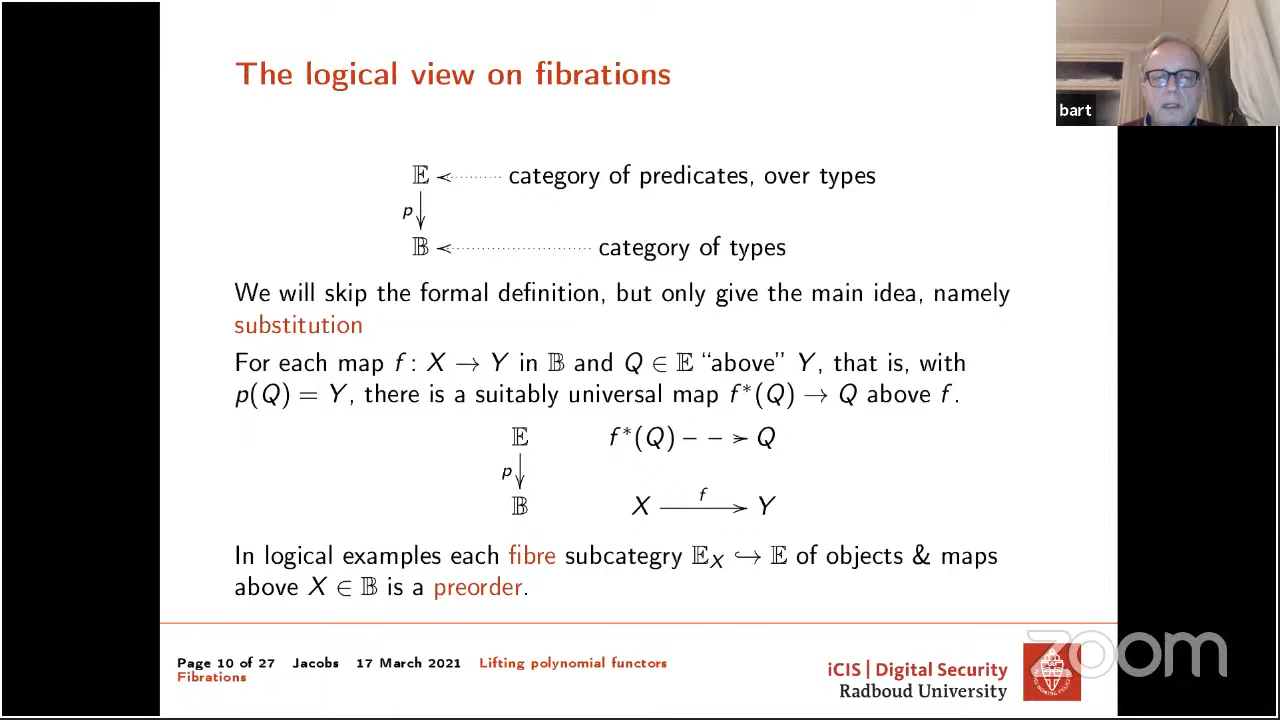 The logical view on fibrations
bart
𝔼 category of predicates, over types
p
𝔹 category of types
We will skip the formal definition, but only give the main idea, namely
substitution
For each map f : X → Y in 𝔹 and Q ∈ 𝔼 “above” Y, that is, with
p(Q) = Y, there is a suitably universal map f*(Q) → Q above f.
𝔼 f*(Q) Q
p
f
𝔹 X Y
In logical examples each fibre subcategry 𝔼_X ↪ 𝔼 of objects & maps
above X ∈ 𝔹 is a preorder.
Page 10 of 27 Jacobs 17 March 2021 Lifting polynomial functors
Fibrations
iCIS | Digital Security
Radboud University
zoom